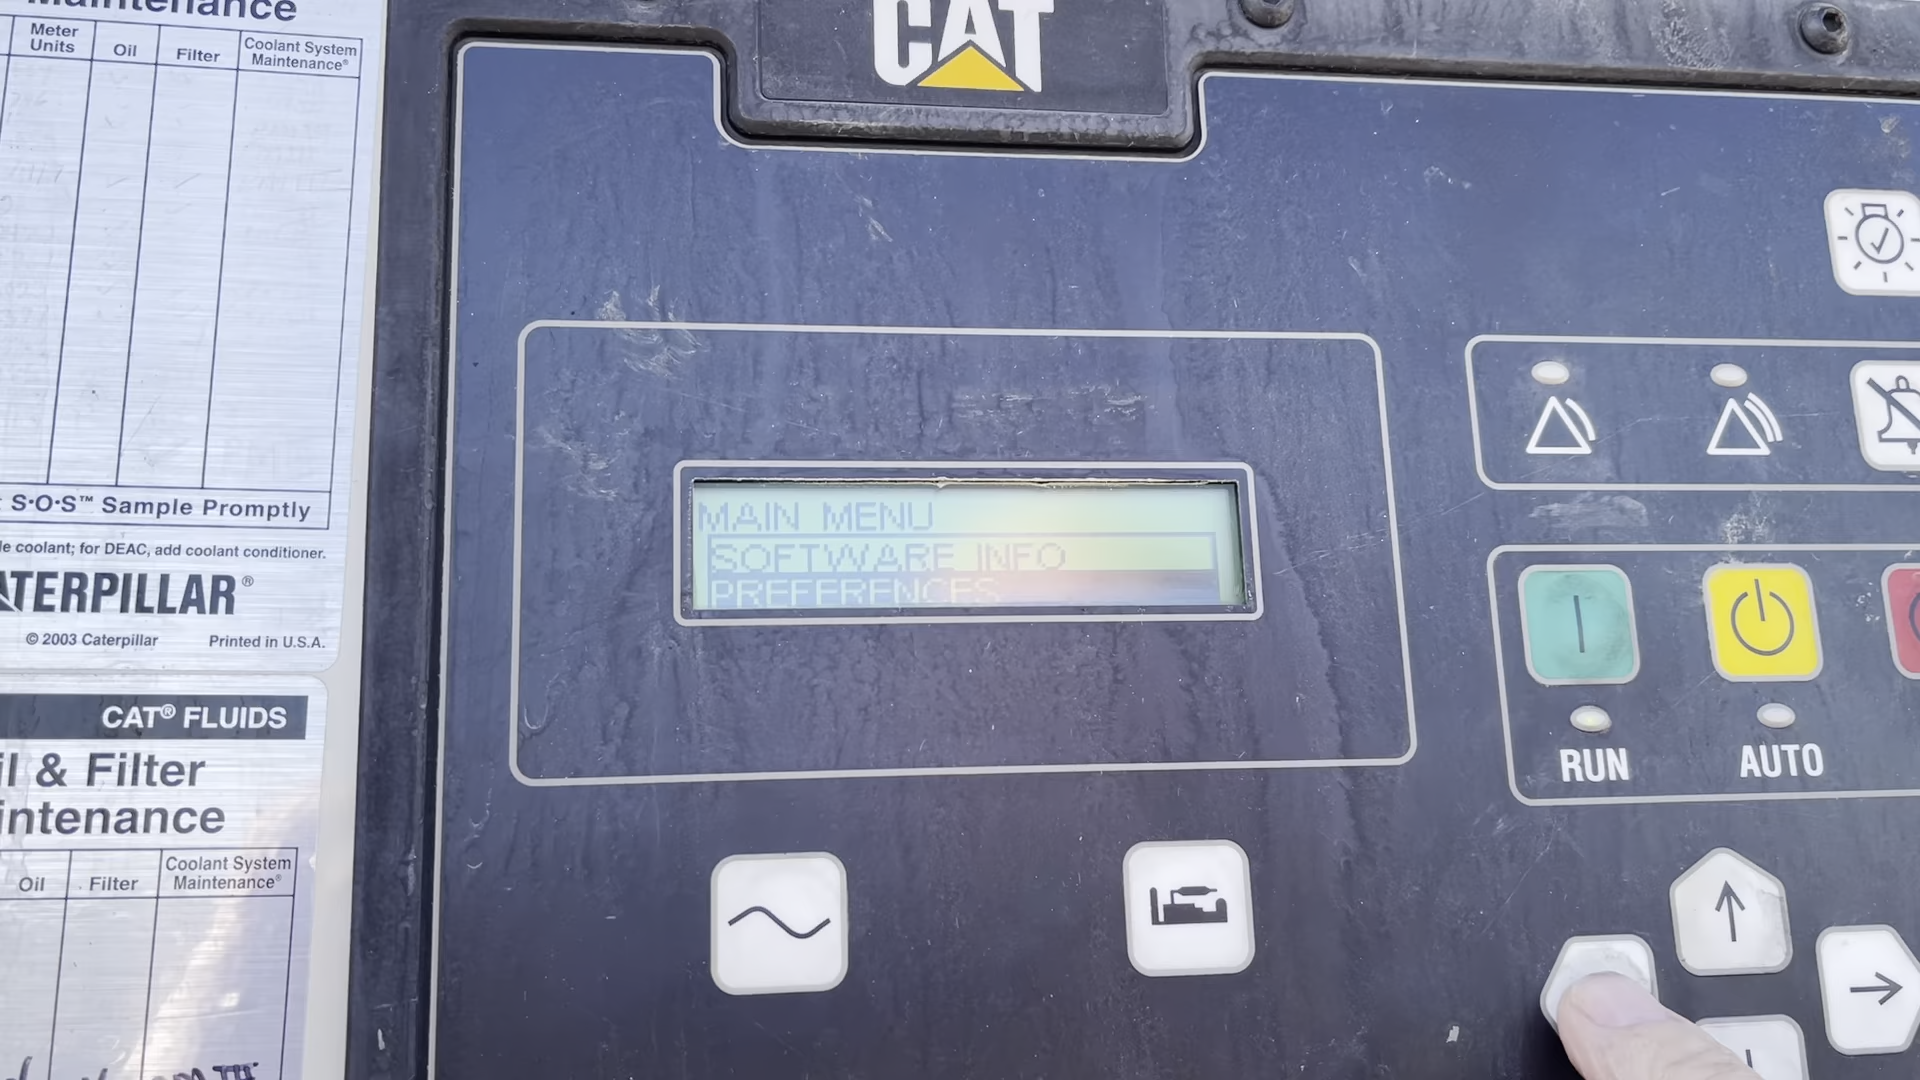 Maintenance
Meter
Units
Oil
Filter
Coolant System
Maintenance®
S•O•S™ Sample Promptly
coolant; for DEAC, add coolant conditioner.
ATERPILLAR®
© 2003 Caterpillar
Printed in U.S.A.
CAT® FLUIDS
il & Filter
intenance
Oil
Filter
Coolant System
Maintenance®
CAT
MAIN MENU
SOFTWARE INFO
PREFERENCES
RUN
AUTO